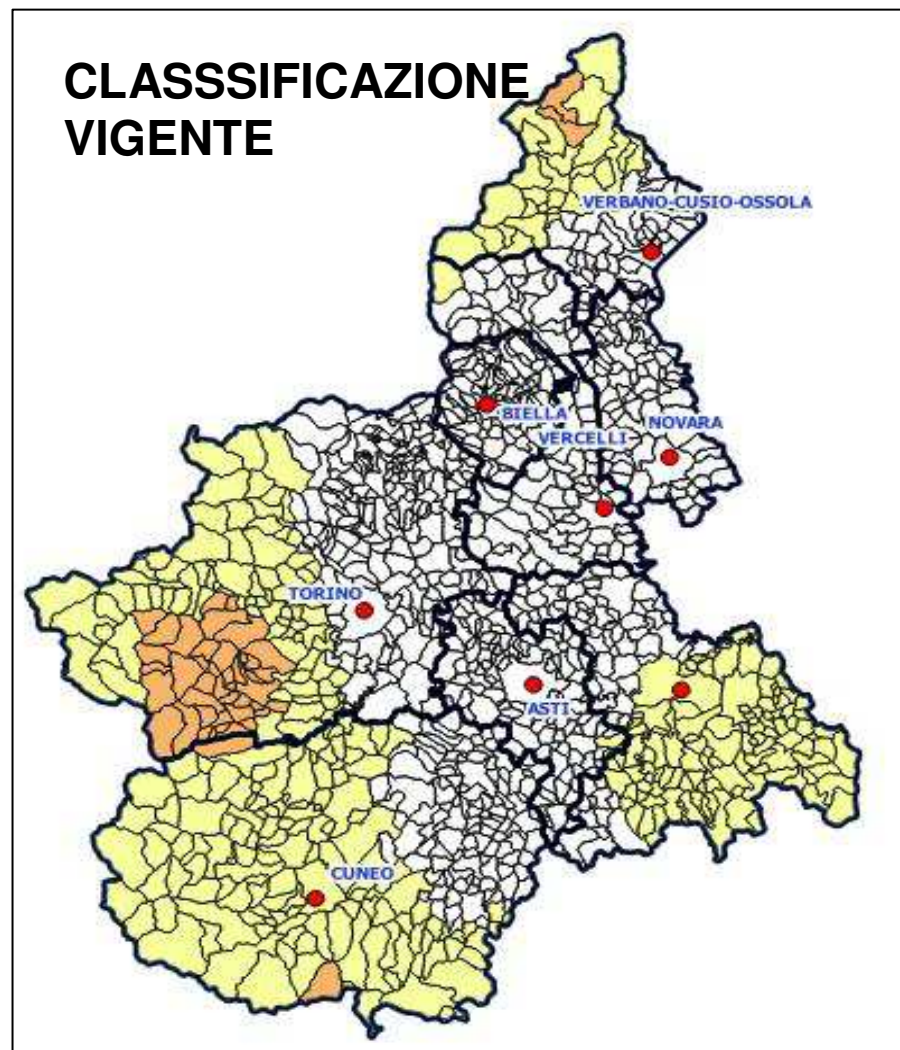 CLASSSIFICAZIONE
VIGENTE
VERBANO-CUSIO-OSSOLA
BIELLA
NOVARA
VERCELLI
TORINO
ASTI
CUNEO